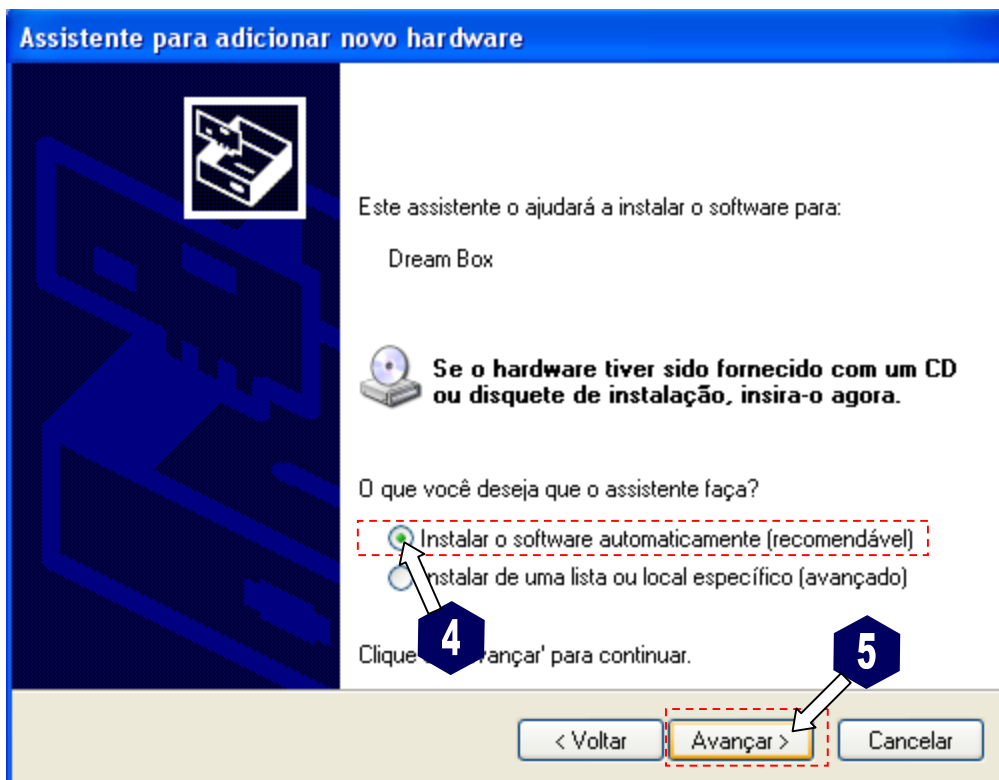 Assistente para adicionar novo hardware
Este assistente o ajudará a instalar o software para:
Dream Box
Se o hardware tiver sido fornecido com um CD
ou disquete de instalação, insira-o agora.
O que você deseja que o assistente faça?
Instalar o software automaticamente (recomendável)
Instalar de uma lista ou local específico (avançado)
4
5
Clique vançar' para continuar.
< Voltar
Avançar >
Cancelar